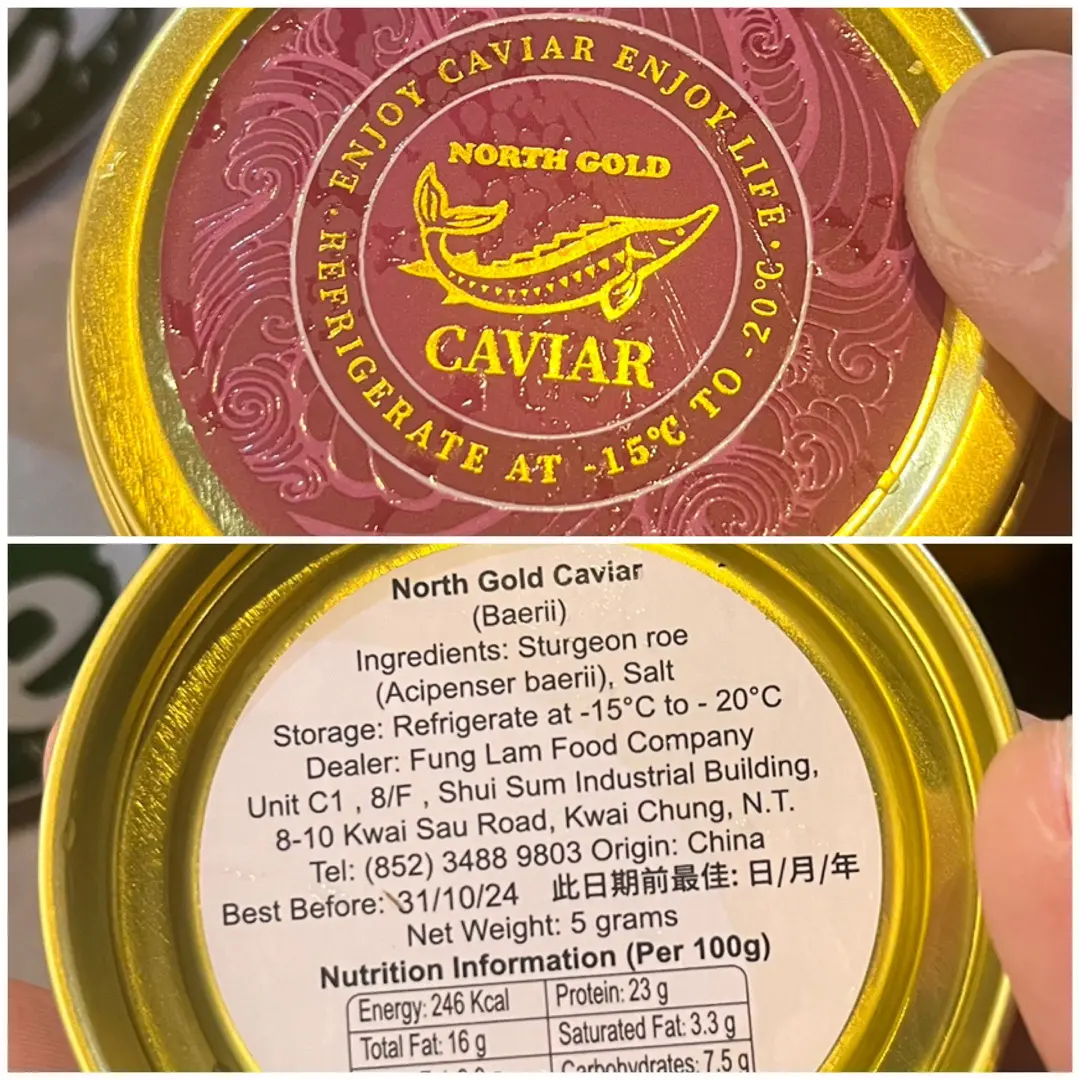 · ENJOY CAVIAR ENJOY LIFE ·
NORTH GOLD
CAVIAR
REFRIGERATE AT -15℃ TO -20℃
North Gold Caviar
(Baerii)
Ingredients: Sturgeon roe
(Acipenser baerii), Salt
Storage: Refrigerate at -15°C to - 20°C
Dealer: Fung Lam Food Company
Unit C1 , 8/F , Shui Sum Industrial Building,
8-10 Kwai Sau Road, Kwai Chung, N.T.
Tel: (852) 3488 9803 Origin: China
Best Before: 31/10/24 此日期前最佳: 日/月/年
Net Weight: 5 grams
Nutrition Information (Per 100g)
Energy: 246 Kcal Protein: 23 g
Total Fat: 16 g Saturated Fat: 3.3 g
Carbohydrates: 7.5 g